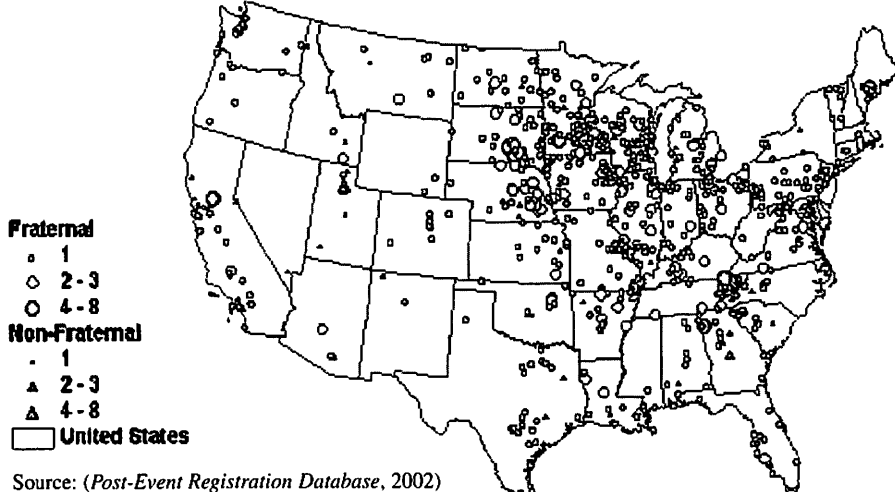 Fraternal
1
2 - 3
4 - 8
Non-Fraternal
1
2 - 3
4 - 8
United States
Source: (Post-Event Registration Database, 2002)